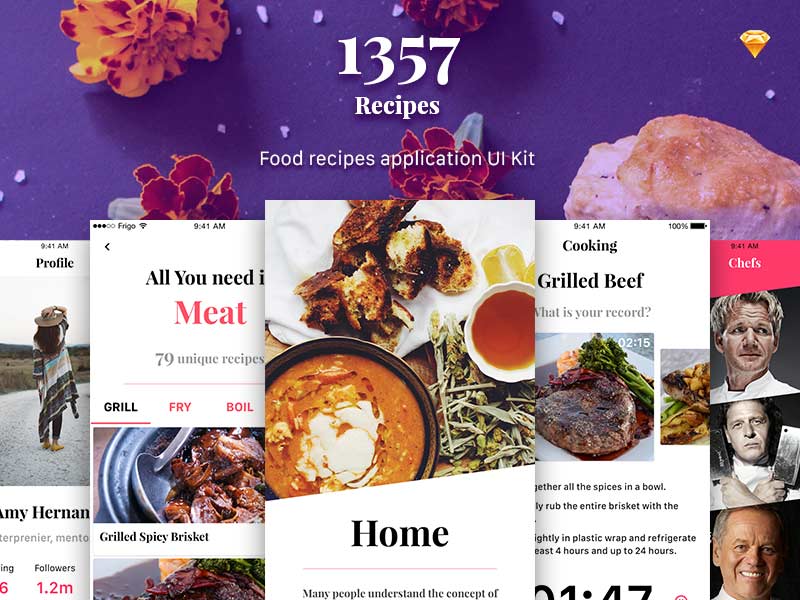 1357
Recipes
Food recipes application UI Kit
9:41 AM
Profile
Amy Hernan
terprenier, mento
ing
Followers
6
1.2m
Frigo
9:41 AM
All You need i
Meat
79 unique recipes
GRILL
FRY
BOIL
Grilled Spicy Brisket
Home
Many people understand the concept of
9:41 AM
100%
Cooking
Grilled Beef
What is your record?
02:15
gether all the spices in a bowl.
ly rub the entire brisket with the
ightly in plastic wrap and refrigerate
east 4 hours and up to 24 hours.
01:47
9:41 AM
Chefs